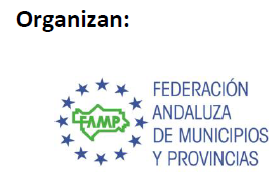 Organizan:
FAMP
FEDERACIÓN
ANDALUZA
DE MUNICIPIOS
Y PROVINCIAS